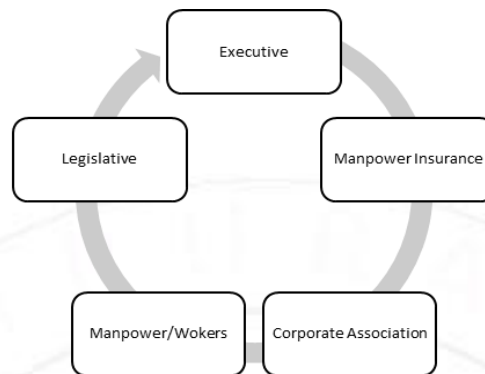 Executive
Manpower Insurance
Corporate Association
Manpower/Wokers
Legislative